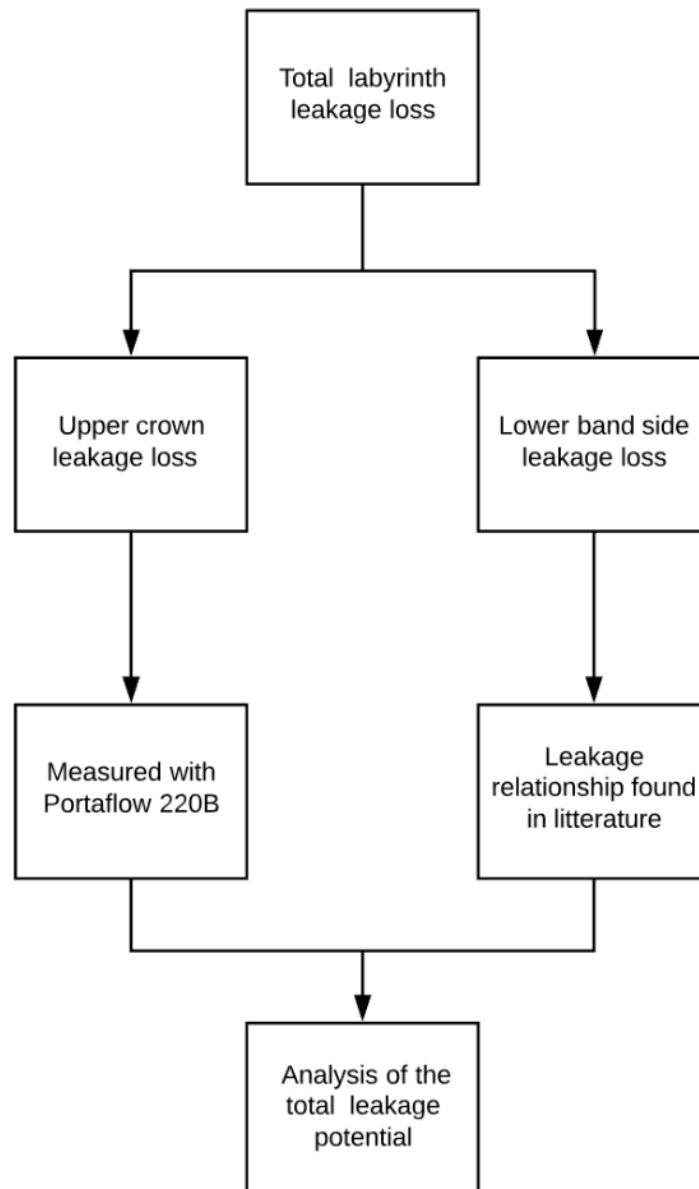 Total labyrinth
leakage loss
Upper crown
leakage loss
Lower band side
leakage loss
Measured with
Portaflow 220B
Leakage
relationship found
in litterature
Analysis of the
total leakage
potential